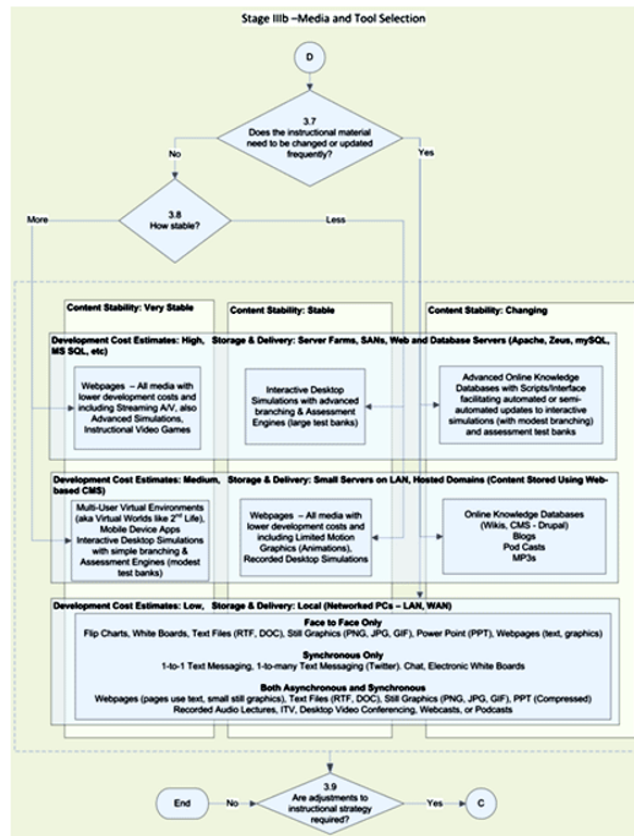 Stage IIIb –Media and Tool Selection
D
3.7
Does the instructional material
need to be changed or updated
frequently?
No
Yes
3.8
How stable?
More
Less
Content Stability: Very Stable
Content Stability: Stable
Content Stability: Changing
Development Cost Estimates: High, Storage & Delivery: Server Farms, SANs, Web and Database Servers (Apache, Zeus, mySQL,
MS SQL, etc)
Webpages – All media with
lower development costs and
including Streaming A/V, also
Advanced Simulations,
Instructional Video Games
Interactive Desktop
Simulations with advanced
branching & Assessment
Engines (large test banks)
Advanced Online Knowledge
Databases with Scripts/Interface
facilitating automated or semi-
automated updates to interactive
simulations (with modest branching)
and assessment test banks
Development Cost Estimates: Medium, Storage & Delivery: Small Servers on LAN, Hosted Domains (Content Stored Using Web-
based CMS)
Multi-User Virtual Environments
(aka Virtual Worlds like 2nd Life),
Mobile Device Apps
Interactive Desktop Simulations
with simple branching &
Assessment Engines (modest
test banks)
Webpages – All media with
lower development costs and
including Limited Motion
Graphics (Animations),
Recorded Desktop Simulations
Online Knowledge Databases
(Wikis, CMS - Drupal)
Blogs
Pod Casts
MP3s
Development Cost Estimates: Low, Storage & Delivery: Local (Networked PCs – LAN, WAN)
Face to Face Only
Flip Charts, White Boards, Text Files (RTF, DOC), Still Graphics (PNG, JPG, GIF), Power Point (PPT), Webpages (text, graphics)
Synchronous Only
1-to-1 Text Messaging, 1-to-many Text Messaging (Twitter). Chat, Electronic White Boards
Both Asynchronous and Synchronous
Webpages (pages use text, small still graphics), Text Files (RTF, DOC), Still Graphics (PNG, JPG, GIF), PPT (Compressed)
Recorded Audio Lectures, ITV, Desktop Video Conferencing, Webcasts, or Podcasts
3.9
Are adjustments to
instructional strategy
required?
End
No
Yes
C